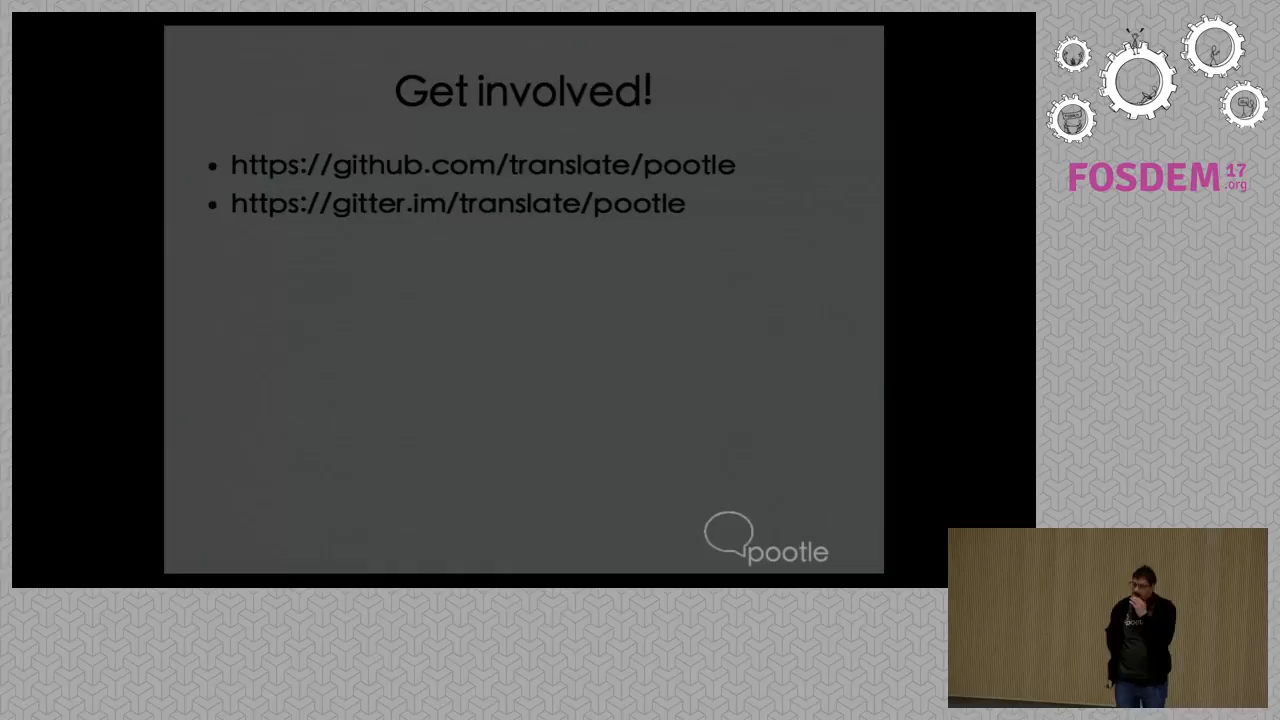 Get involved!
• https://github.com/translate/pootle
• https://gitter.im/translate/pootle
pootle
FOSDEM 17
.org